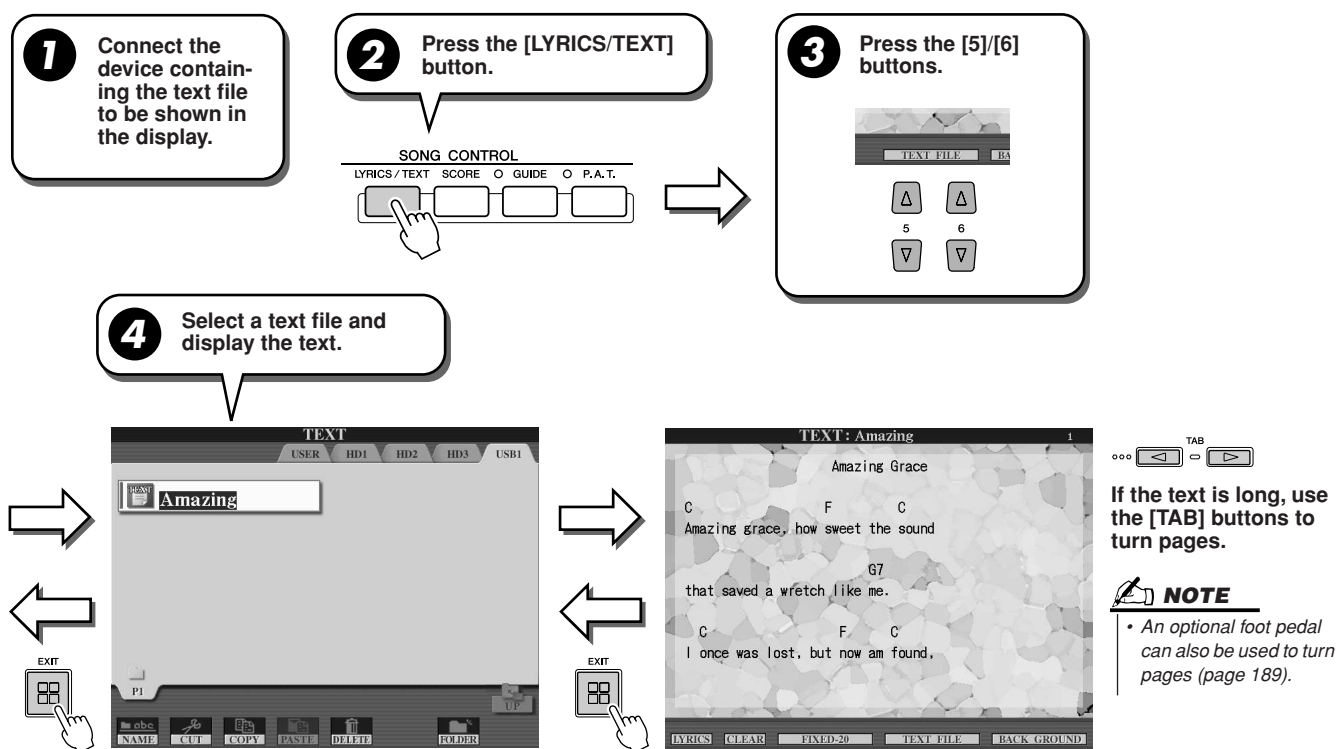 1
Connect the
device contain-
ing the text file
to be shown in
the display.
2
Press the [LYRICS/TEXT]
button.
SONG CONTROL
LYRICS / TEXT SCORE GUIDE P.A.T.
3
Press the [5]/[6]
buttons.
TEXT FILE BA
5 6
4
Select a text file and
display the text.
TEXT
USER HD1 HD2 HD3 USB1
TEXT
Amazing
P1
UP
abc
NAME CUT COPY PASTE DELETE FOLDER
EXIT
TEXT : Amazing 1
Amazing Grace
C F C
Amazing grace, how sweet the sound
G7
that saved a wretch like me.
C F C
I once was lost, but now am found,
LYRICS CLEAR FIXED-20 TEXT FILE BACK GROUND
EXIT
TAB
If the text is long, use
the [TAB] buttons to
turn pages.
NOTE
• An optional foot pedal
can also be used to turn
pages (page 189).